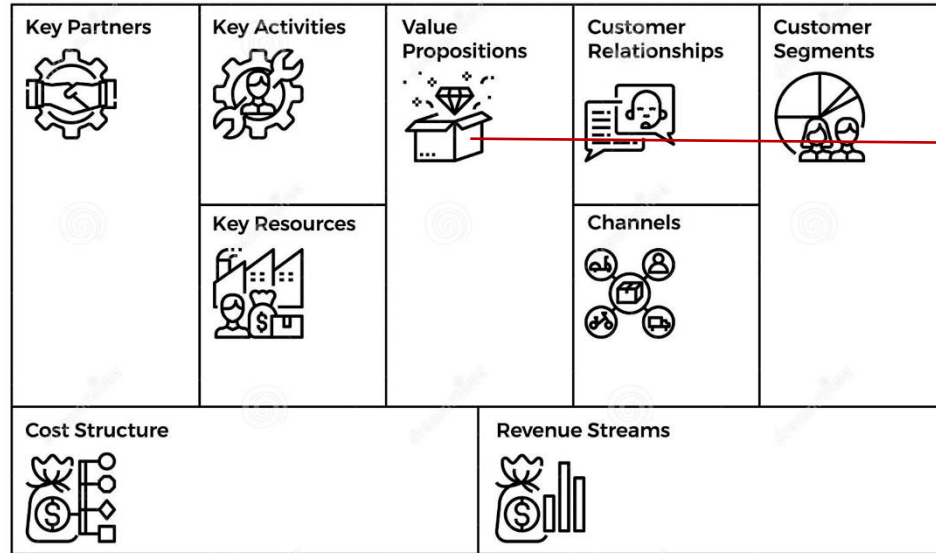 Key Partners
Key Activities
Value
Propositions
Customer
Relationships
Customer
Segments
Key Resources
$
Channels
Cost Structure
$
Revenue Streams
$